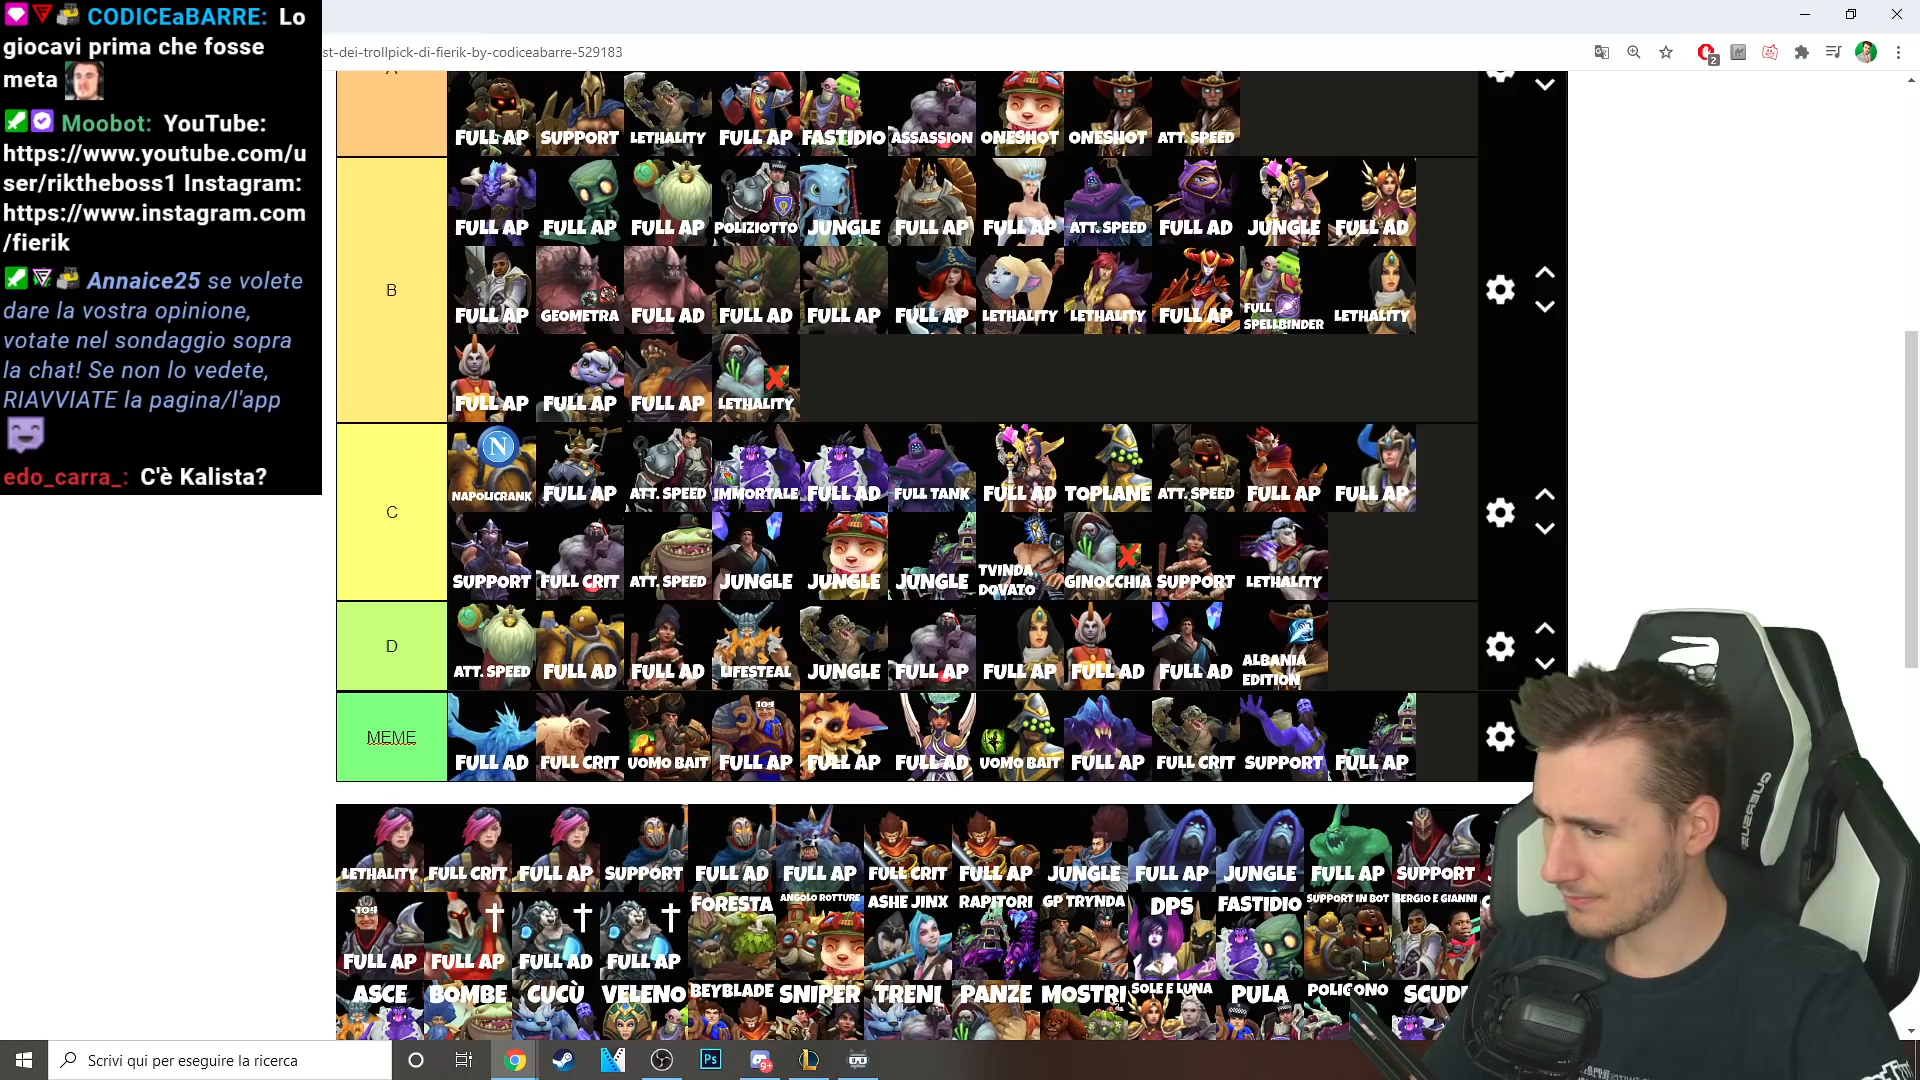 CODICEaBARRE: Lo
giocavi prima che fosse
meta
Moobot: YouTube:
https://www.youtube.com/u
ser/riktheboss1 Instagram:
https://www.instagram.com
/fierik
Annaice25 se volete
dare la vostra opinione,
votate nel sondaggio sopra
la chat! Se non lo vedete,
RIAVVIATE la pagina/l'app
edo_carra_: C'è Kalista?
st-dei-trollpick-di-fierik-by-codiceabarre-529183
2
FULL AP SUPPORT LETHALITY FULL AP FASTIDIO ASSASSION ONESHOT ONESHOT ATT. SPEED
B
FULL AP FULL AP FULL AP POLIZIOTTO JUNGLE FULL AP FULL AP ATT. SPEED FULL AD JUNGLE FULL AD
FULL AP GEOMETRA FULL AD FULL AD FULL AP FULL AP LETHALITY LETHALITY FULL AP FULL SPELLBINDER LETHALITY
FULL AP FULL AP FULL AP LETHALITY
C
N
NAPOLICRANK FULL AP ATT. SPEED IMMORTALE FULL AD FULL TANK FULL AD TOPLANE ATT. SPEED FULL AP FULL AP
SUPPORT FULL CRIT ATT. SPEED JUNGLE JUNGLE JUNGLE TVINDA DOVATO GINOCCHIA SUPPORT LETHALITY
D
ATT. SPEED FULL AD FULL AD LIFESTEAL JUNGLE FULL AP FULL AP FULL AD FULL AD ALBANIA EDITION
MEME
104
FULL AD FULL CRIT UOMO BAIT FULL AP FULL AP FULL AD UOMO BAIT FULL AP FULL CRIT SUPPORT FULL AP
LETHALITY FULL CRIT FULL AP SUPPORT FULL AD FULL AP FULL CRIT FULL AP JUNGLE FULL AP JUNGLE FULL AP SUPPORT
104 FORESTA ANGOLO ROTTURE ASHE JINX RAPITORI GP TRYNDA DPS FASTIDIO SUPPORT IN BOT SERGIO E GIANNI
FULL AP FULL AP FULL AD FULL AP
ASCE BOMBE CUCÙ VELENO BEYBLADE SNIPER TRENI PANZE MOSTRI SOLE E LUNA PULA
Scrivi qui per eseguire la ricerca
Ps
9+